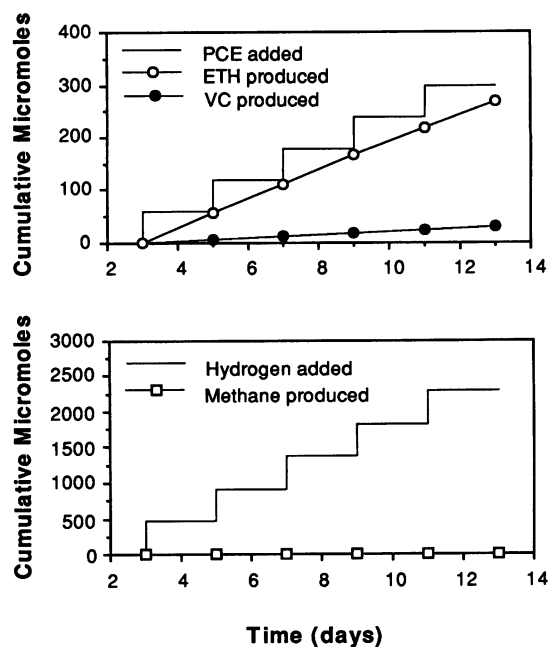 400
PCE added
ETH produced
VC produced
300
200
100
0
2 4 6 8 10 12 14
Cumulative Micromoles
3000
Hydrogen added
2500
Methane produced
2000
1500
1000
500
0
2 4 6 8 10 12 14
Cumulative Micromoles
Time (days)